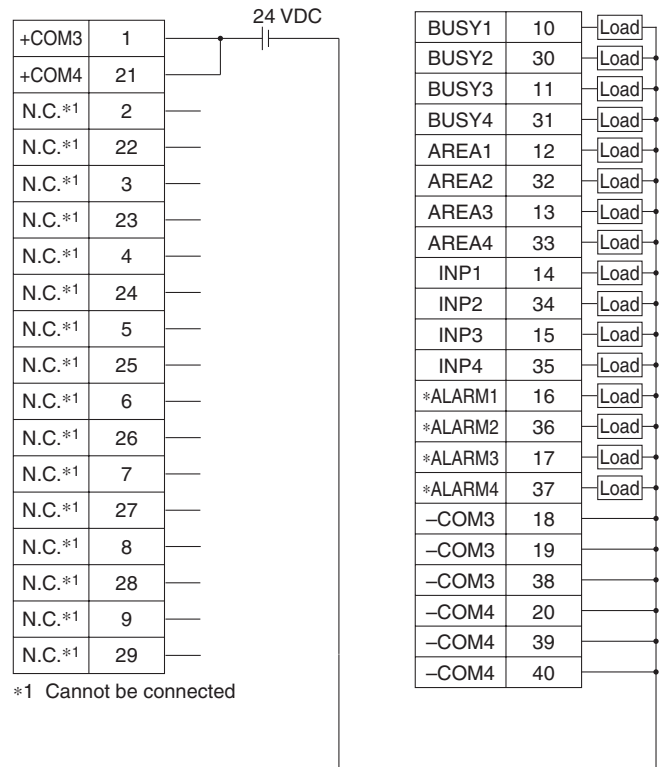 24 VDC
+COM3 1
+COM4 21
N.C.*1 2
N.C.*1 22
N.C.*1 3
N.C.*1 23
N.C.*1 4
N.C.*1 24
N.C.*1 5
N.C.*1 25
N.C.*1 6
N.C.*1 26
N.C.*1 7
N.C.*1 27
N.C.*1 8
N.C.*1 28
N.C.*1 9
N.C.*1 29
*1 Cannot be connected
BUSY1 10 Load
BUSY2 30 Load
BUSY3 11 Load
BUSY4 31 Load
AREA1 12 Load
AREA2 32 Load
AREA3 13 Load
AREA4 33 Load
INP1 14 Load
INP2 34 Load
INP3 15 Load
INP4 35 Load
*ALARM1 16 Load
*ALARM2 36 Load
*ALARM3 17 Load
*ALARM4 37 Load
–COM3 18
–COM3 19
–COM3 38
–COM4 20
–COM4 39
–COM4 40